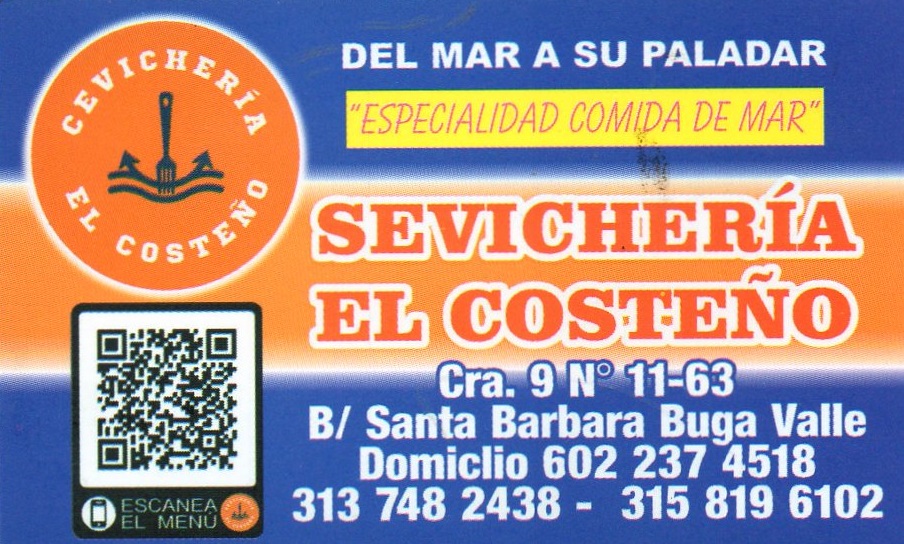 CEVICHERÍA
EL COSTEÑO
DEL MAR A SU PALADAR
"ESPECIALIDAD COMIDA DE MAR"
SEVICHERÍA
EL COSTEÑO
Cra. 9 N° 11-63
B/ Santa Barbara Buga Valle
Domiclio 602 237 4518
313 748 2438 - 315 819 6102
ESCANEA
EL MENÚ